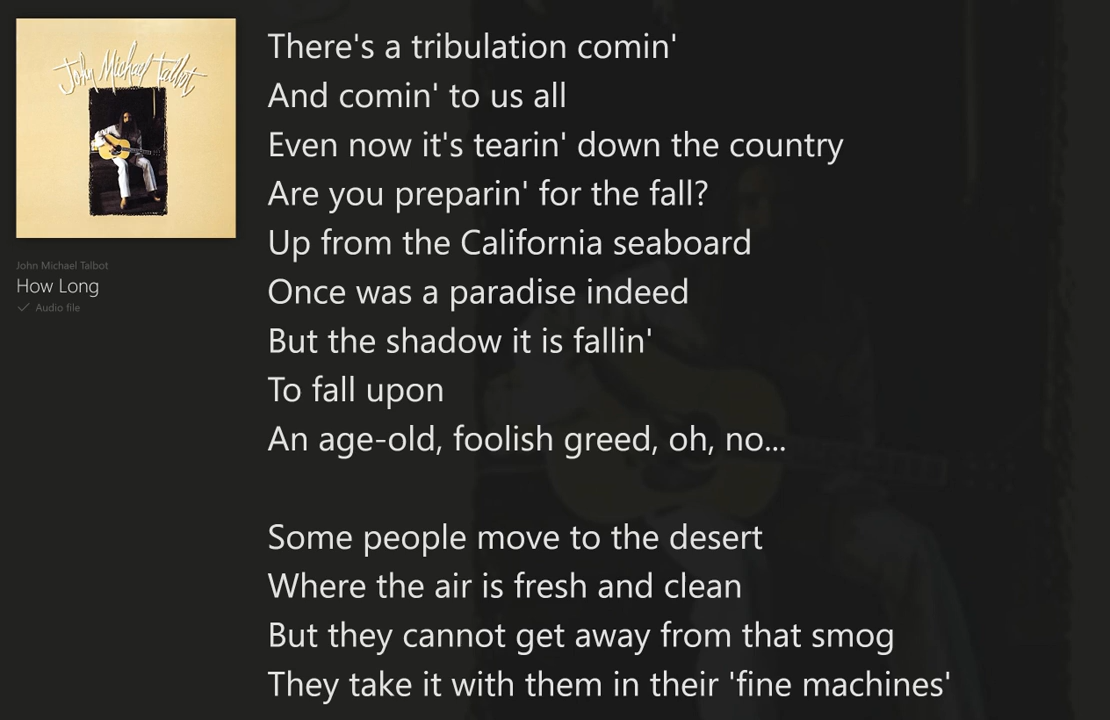 John Michael Talbot
John Michael Talbot
How Long
Audio file
There's a tribulation comin'
And comin' to us all
Even now it's tearin' down the country
Are you preparin' for the fall?
Up from the California seaboard
Once was a paradise indeed
But the shadow it is fallin'
To fall upon
An age-old, foolish greed, oh, no...
Some people move to the desert
Where the air is fresh and clean
But they cannot get away from that smog
They take it with them in their 'fine machines'